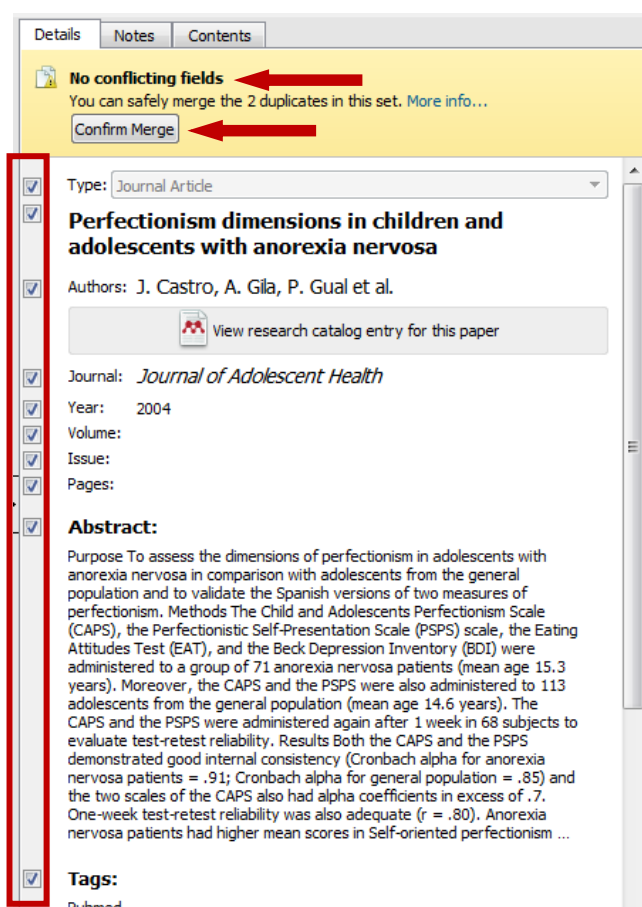 Details Notes Contents
No conflicting fields
You can safely merge the 2 duplicates in this set. More info...
Confirm Merge
Type: Journal Article
Perfectionism dimensions in children and
adolescents with anorexia nervosa
Authors: J. Castro, A. Gila, P. Gual et al.
View research catalog entry for this paper
Journal: Journal of Adolescent Health
Year: 2004
Volume:
Issue:
Pages:
Abstract:
Purpose To assess the dimensions of perfectionism in adolescents with
anorexia nervosa in comparison with adolescents from the general
population and to validate the Spanish versions of two measures of
perfectionism. Methods The Child and Adolescents Perfectionism Scale
(CAPS), the Perfectionistic Self-Presentation Scale (PSPS) scale, the Eating
Attitudes Test (EAT), and the Beck Depression Inventory (BDI) were
administered to a group of 71 anorexia nervosa patients (mean age 15.3
years). Moreover, the CAPS and the PSPS were also administered to 113
adolescents from the general population (mean age 14.6 years). The
CAPS and the PSPS were administered again after 1 week in 68 subjects to
evaluate test-retest reliability. Results Both the CAPS and the PSPS
demonstrated good internal consistency (Cronbach alpha for anorexia
nervosa patients = .91; Cronbach alpha for general population = .85) and
the two scales of the CAPS also had alpha coefficients in excess of .7.
One-week test-retest reliability was also adequate (r = .80). Anorexia
nervosa patients had higher mean scores in Self-oriented perfectionism ...
Tags:
Pubmed